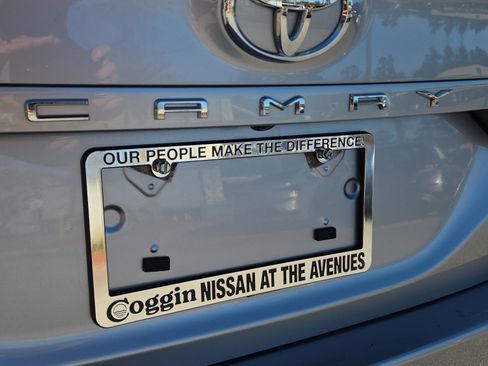 CAMRY
OUR PEOPLE MAKE THE DIFFERENCE!
Coggin NISSAN AT THE AVENUES